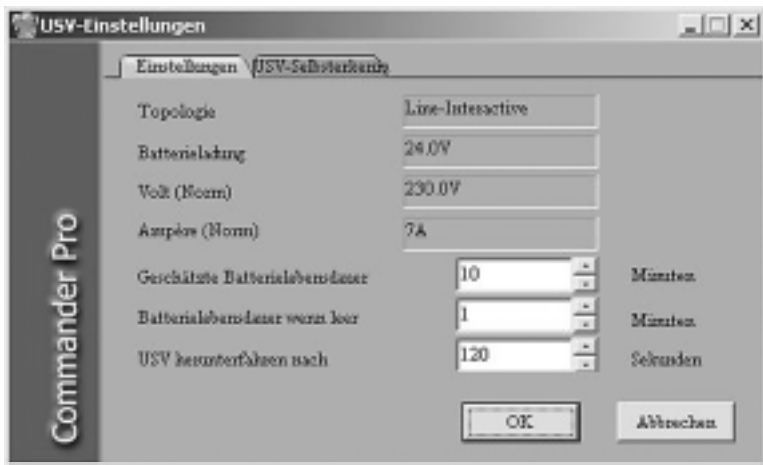 USV-Einstellungen
Einstellungen USV-Selbsterkenng
Topologie Line-Interactive
Batterieladung 24.0V
Volt (Norm) 230.0V
Ampère (Norm) 7A
Geschätzte Batterielebensdauer 10 Minuten
Batterielebensdauer wenn leer 1 Minuten
USV herunterfahren nach 120 Sekunden
OK Abbrechen
Commander Pro